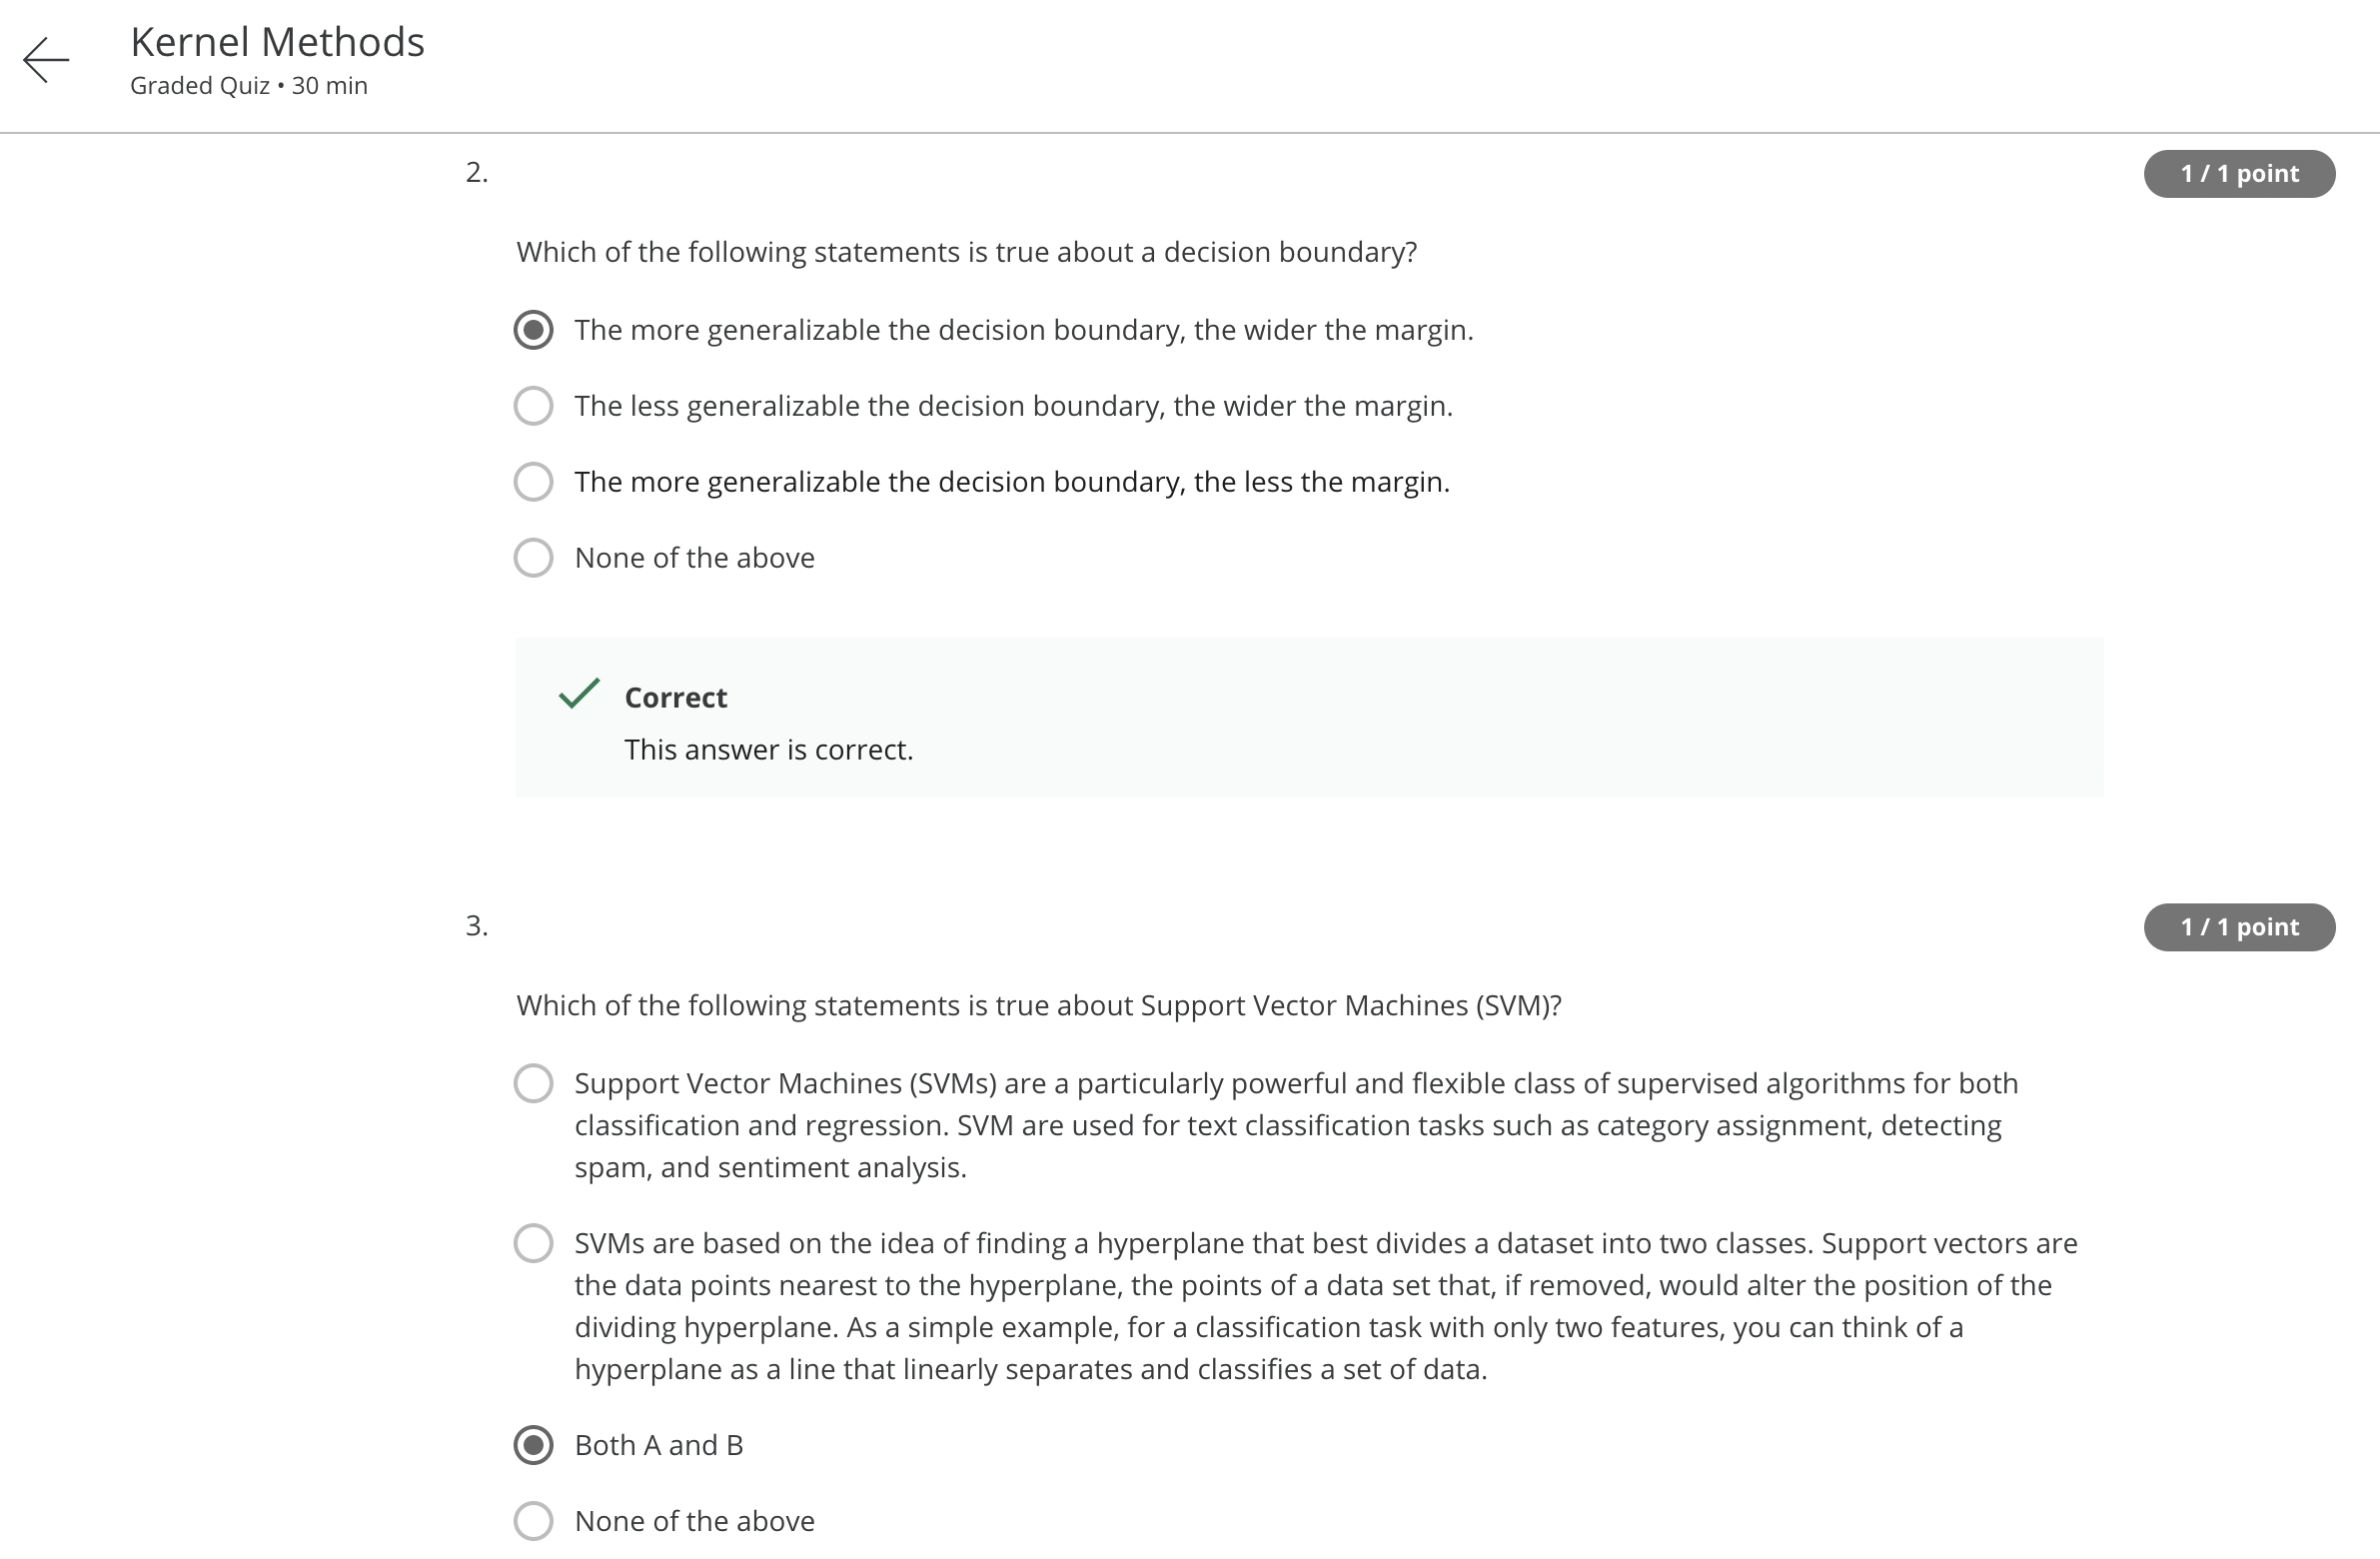 Kernel Methods
Graded Quiz • 30 min
2.
1 / 1 point
Which of the following statements is true about a decision boundary?
The more generalizable the decision boundary, the wider the margin.
The less generalizable the decision boundary, the wider the margin.
The more generalizable the decision boundary, the less the margin.
None of the above
Correct
This answer is correct.
3.
1 / 1 point
Which of the following statements is true about Support Vector Machines (SVM)?
Support Vector Machines (SVMs) are a particularly powerful and flexible class of supervised algorithms for both
classification and regression. SVM are used for text classification tasks such as category assignment, detecting
spam, and sentiment analysis.
SVMs are based on the idea of finding a hyperplane that best divides a dataset into two classes. Support vectors are
the data points nearest to the hyperplane, the points of a data set that, if removed, would alter the position of the
dividing hyperplane. As a simple example, for a classification task with only two features, you can think of a
hyperplane as a line that linearly separates and classifies a set of data.
Both A and B
None of the above